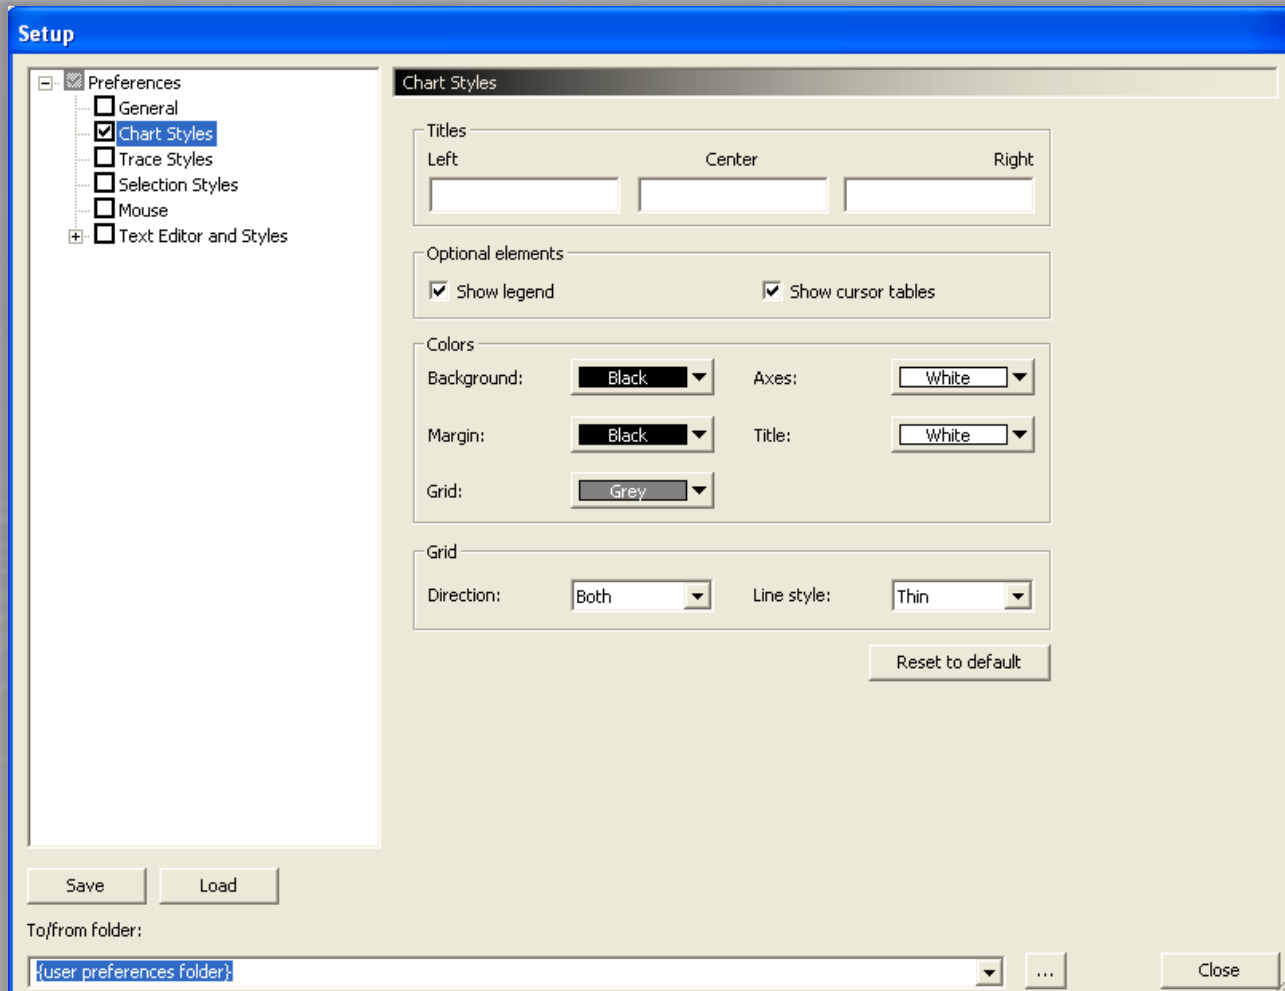 Setup
Preferences
General
Chart Styles
Trace Styles
Selection Styles
Mouse
Text Editor and Styles
Chart Styles
Titles
Left Center Right
Optional elements
Show legend Show cursor tables
Colors
Background: Black Axes: White
Margin: Black Title: White
Grid: Grey
Grid
Direction: Both Line style: Thin
Reset to default
Save Load
To/from folder:
{user preferences folder} ... Close